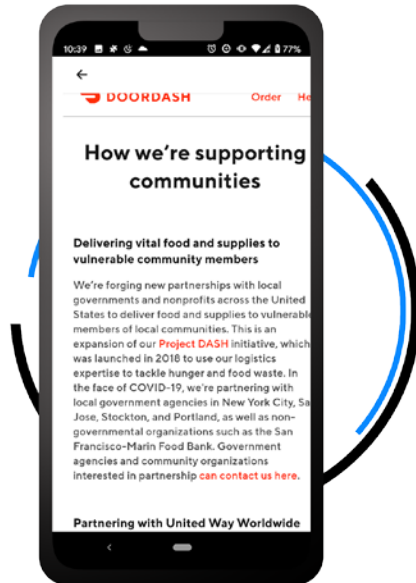 10:39
77%
DOORDASH Order He
How we're supporting
communities
Delivering vital food and supplies to
vulnerable community members
We're forging new partnerships with local
governments and nonprofits across the United
States to deliver food and supplies to vulnerable
members of local communities. This is an
expansion of our Project DASH initiative, which
was launched in 2018 to use our logistics
expertise to tackle hunger and food waste. In
the face of COVID-19, we're partnering with
local government agencies in New York City, Sa
Jose, Stockton, and Portland, as well as non-
governmental organizations such as the San
Francisco-Marin Food Bank. Government
agencies and community organizations
interested in partnership can contact us here.
Partnering with United Way Worldwide